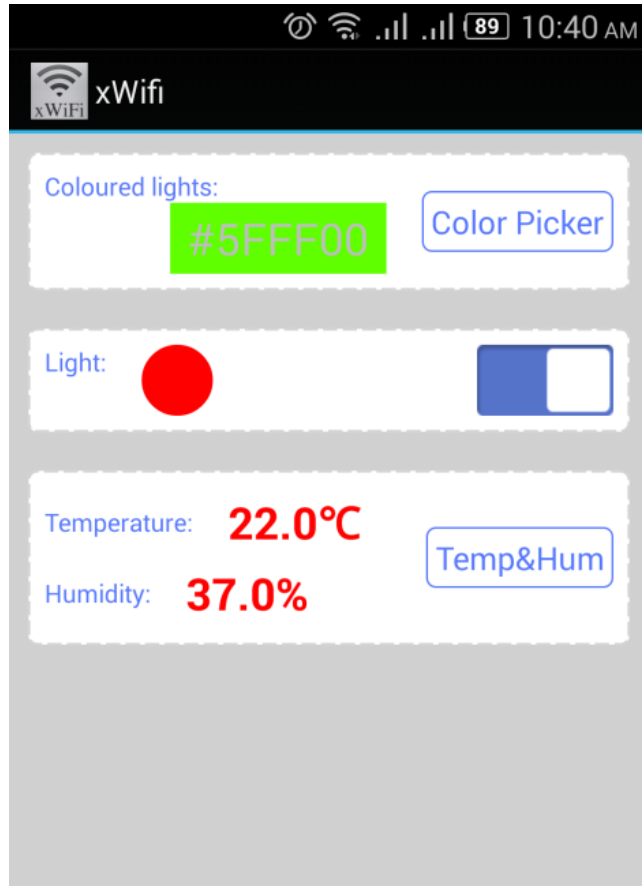 89 10:40 AM
xWiFi xWifi
Coloured lights:
#5FFF00 Color Picker
Light:
Temperature: 22.0℃
Temp&Hum
Humidity: 37.0%